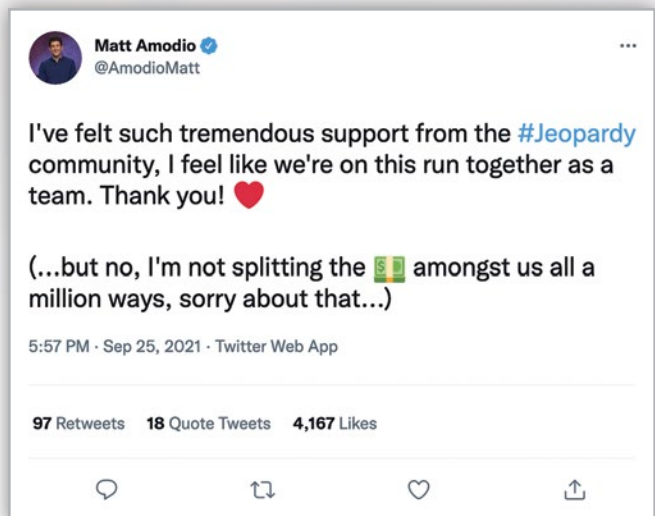 Matt Amodio
@AmodioMatt
I've felt such tremendous support from the #Jeopardy
community, I feel like we're on this run together as a
team. Thank you! ❤️
(...but no, I'm not splitting the 💵 amongst us all a
million ways, sorry about that...)
5:57 PM · Sep 25, 2021 · Twitter Web App
97 Retweets 18 Quote Tweets 4,167 Likes